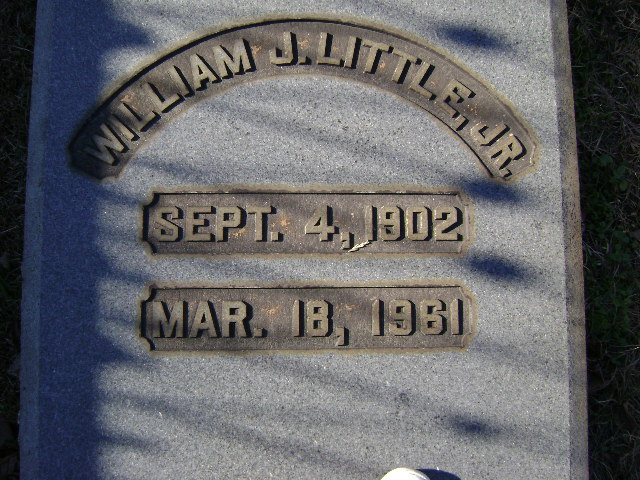 WILLIAM J. LITTLE, JR.
SEPT. 4, 1902
MAR. 18, 1961